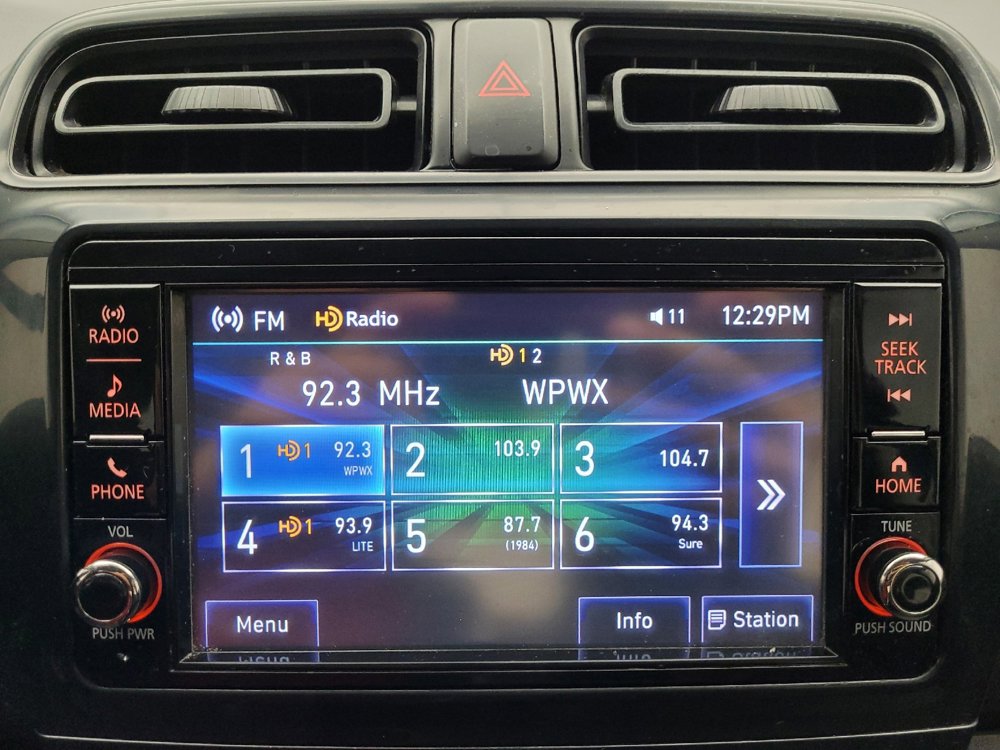 RADIO
MEDIA
PHONE
VOL
PUSH PWR
FM HD Radio 11 12:29PM
R & B HD 1 2
92.3 MHz WPWX
1 HD 1 92.3 WPWX
2 103.9
3 104.7
4 HD 1 93.9 LITE
5 87.7 (1984)
6 94.3 Sure
Menu Info Station
SEEK
TRACK
HOME
TUNE
PUSH SOUND